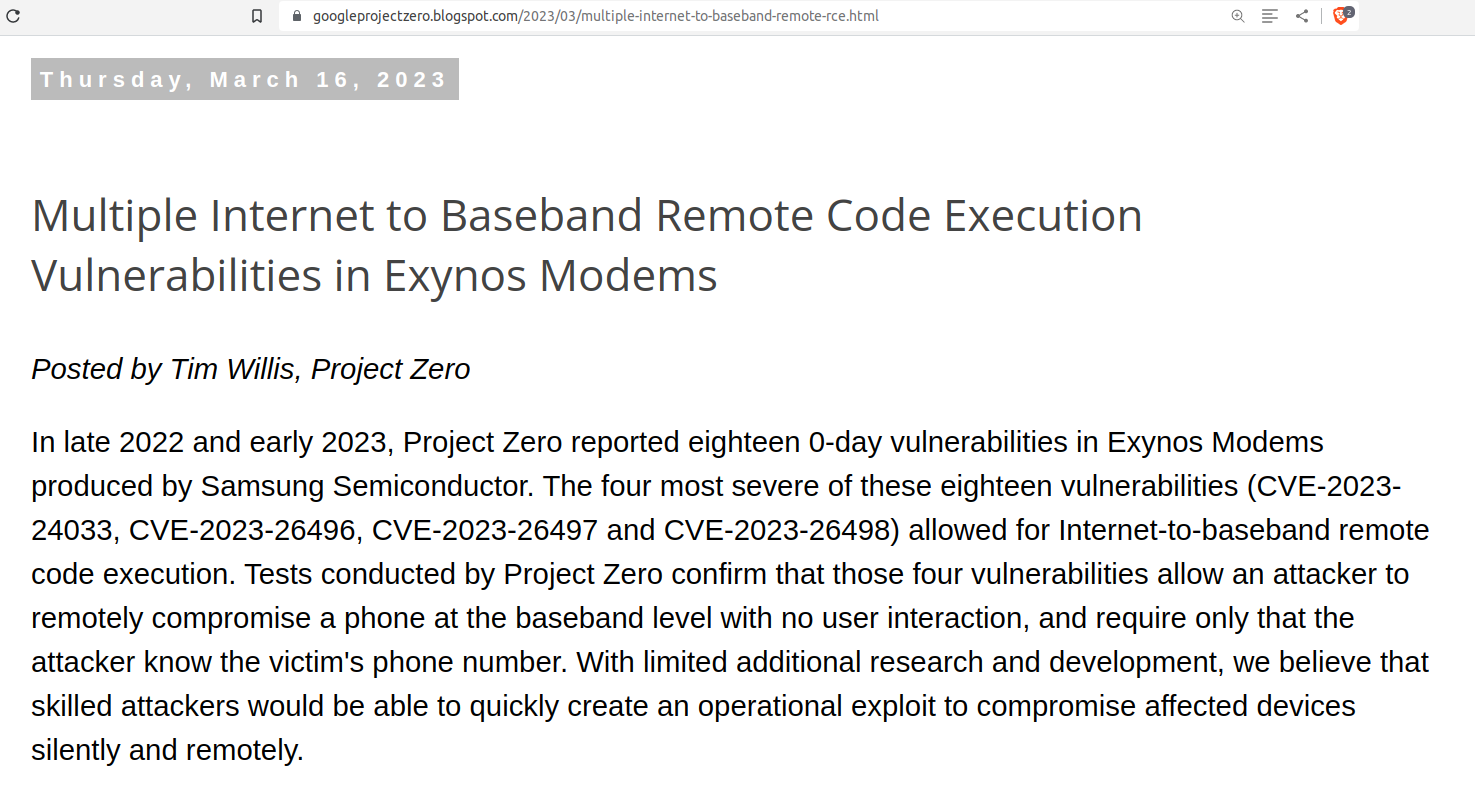 googleprojectzero.blogspot.com/2023/03/multiple-internet-to-baseband-remote-rce.html
2
Thursday, March 16, 2023
Multiple Internet to Baseband Remote Code Execution
Vulnerabilities in Exynos Modems
Posted by Tim Willis, Project Zero
In late 2022 and early 2023, Project Zero reported eighteen 0-day vulnerabilities in Exynos Modems
produced by Samsung Semiconductor. The four most severe of these eighteen vulnerabilities (CVE-2023-
24033, CVE-2023-26496, CVE-2023-26497 and CVE-2023-26498) allowed for Internet-to-baseband remote
code execution. Tests conducted by Project Zero confirm that those four vulnerabilities allow an attacker to
remotely compromise a phone at the baseband level with no user interaction, and require only that the
attacker know the victim's phone number. With limited additional research and development, we believe that
skilled attackers would be able to quickly create an operational exploit to compromise affected devices
silently and remotely.